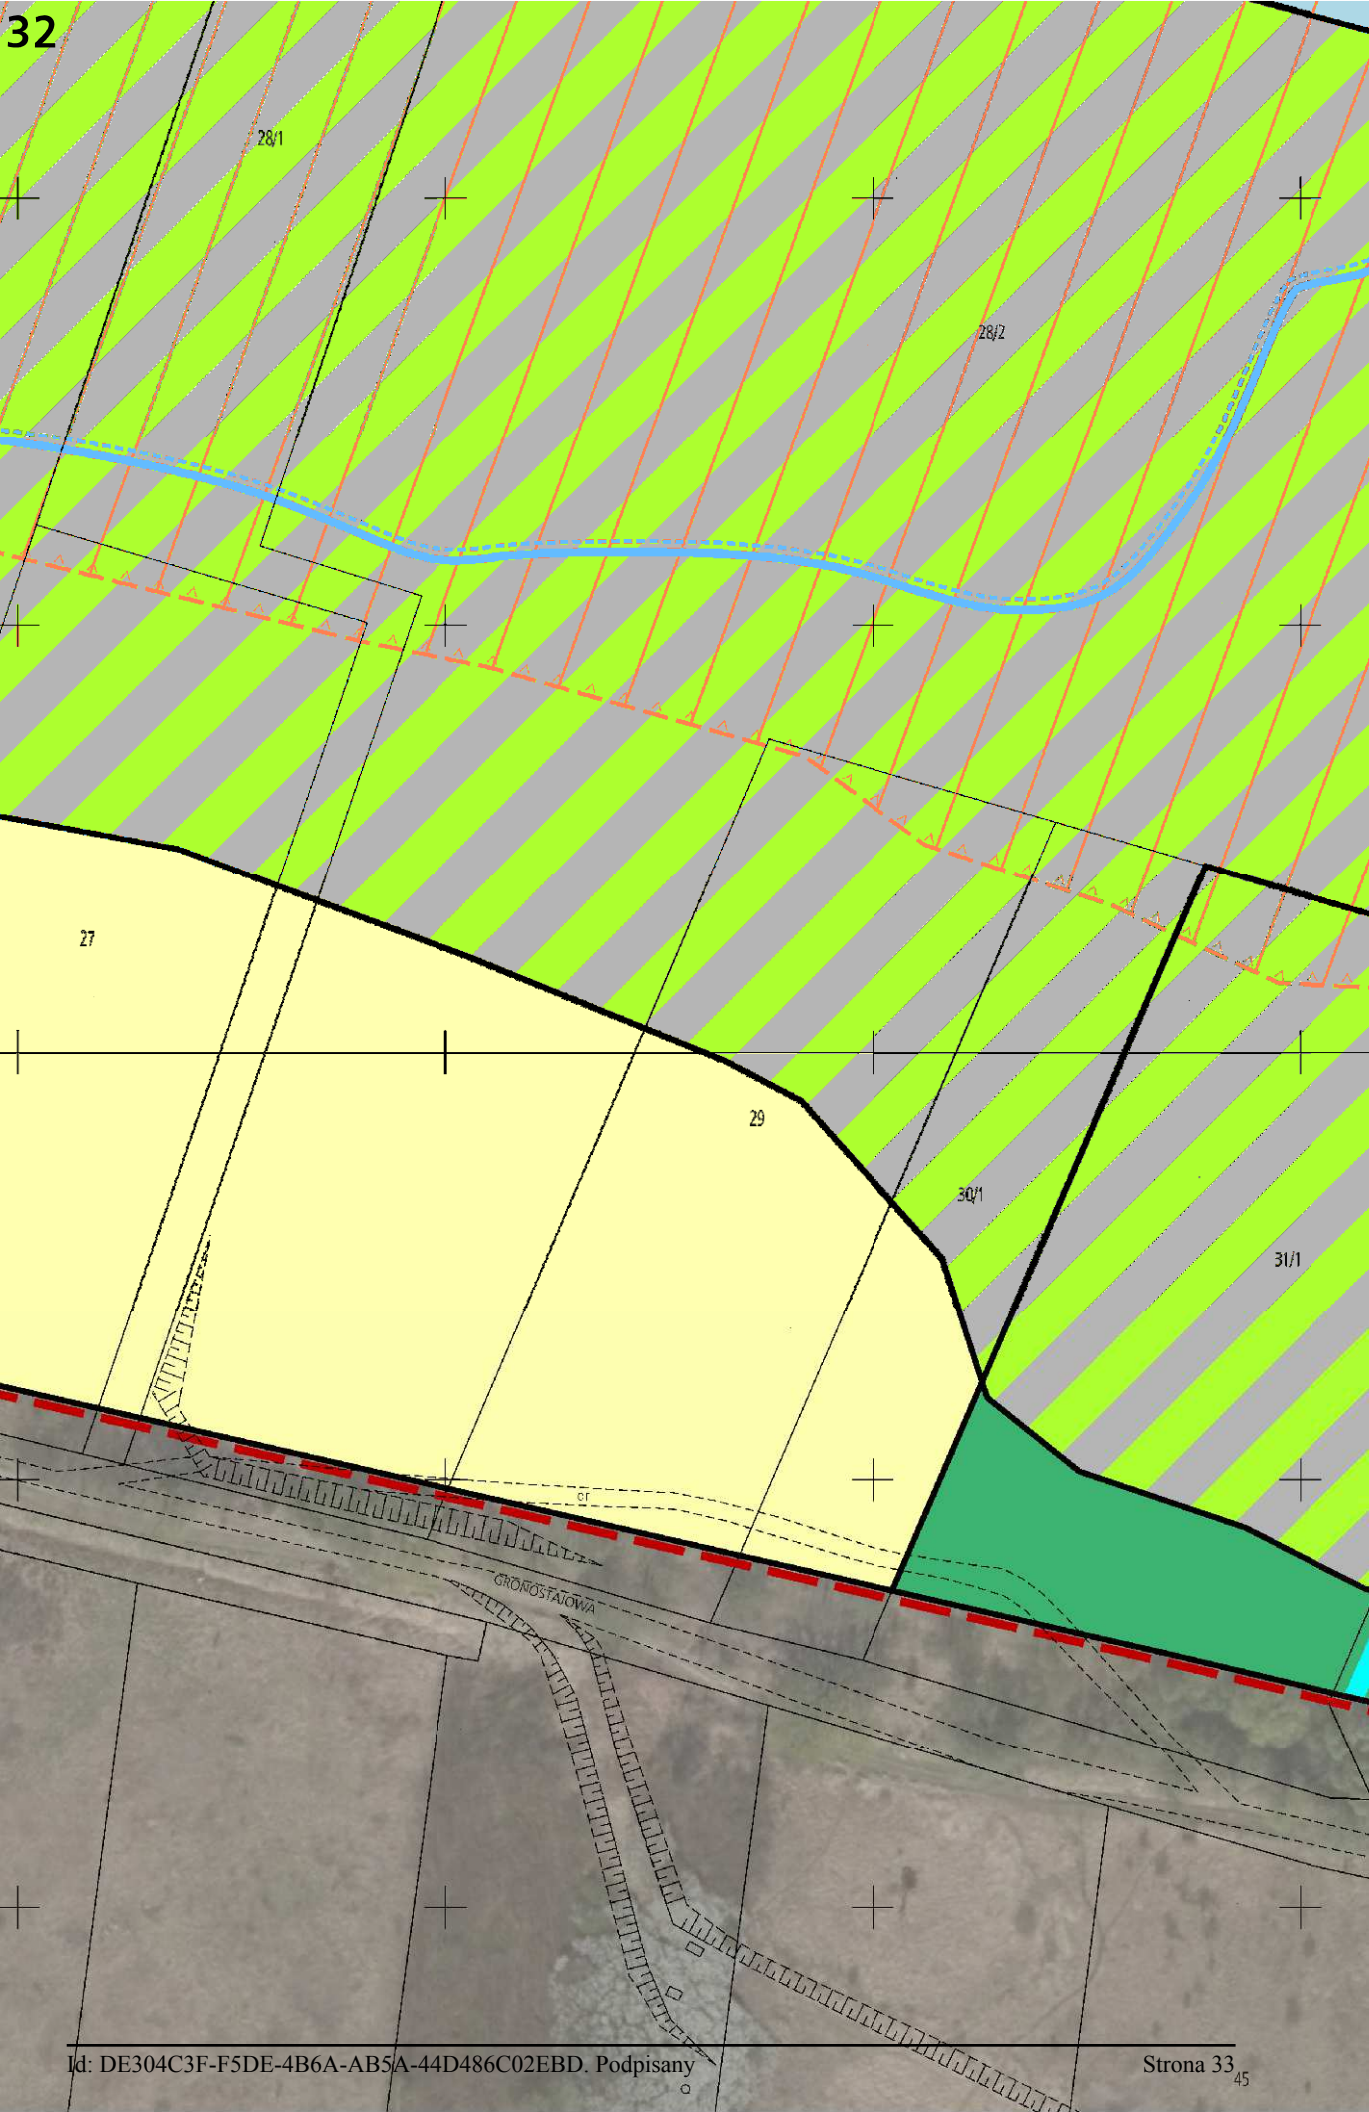 32
28/1
28/2
27
29
30/1
31/1
dr
GRONOSTAJOWA
Id: DE304C3F-F5DE-4B6A-AB5A-44D486C02EBD. Podpisany
Strona 33
45